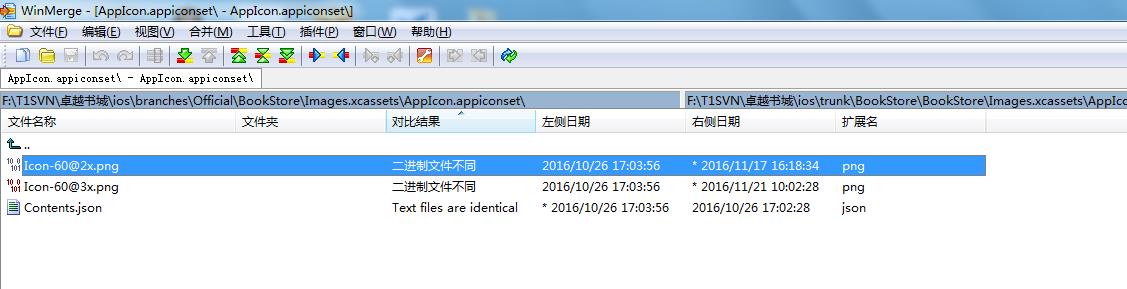 WinMerge - [AppIcon.appiconset\ - AppIcon.appiconset\]
文件(F) 编辑(E) 视图(V) 合并(M) 工具(T) 插件(P) 窗口(W) 帮助(H)
AppIcon.appiconset\ - AppIcon.appiconset\
F:\T1SVN\卓越书城\ios\branches\Official\BookStore\Images.xcassets\AppIcon.appiconset\ F:\T1SVN\卓越书城\ios\trunk\BookStore\BookStore\Images.xcassets\AppIco
文件名称 文件夹 对比结果 左侧日期 右侧日期 扩展名
..
Icon-60@2x.png 二进制文件不同 2016/10/26 17:03:56 * 2016/11/17 16:18:34 png
Icon-60@3x.png 二进制文件不同 2016/10/26 17:03:56 * 2016/11/21 10:02:28 png
Contents.json Text files are identical * 2016/10/26 17:03:56 2016/10/26 17:02:28 json